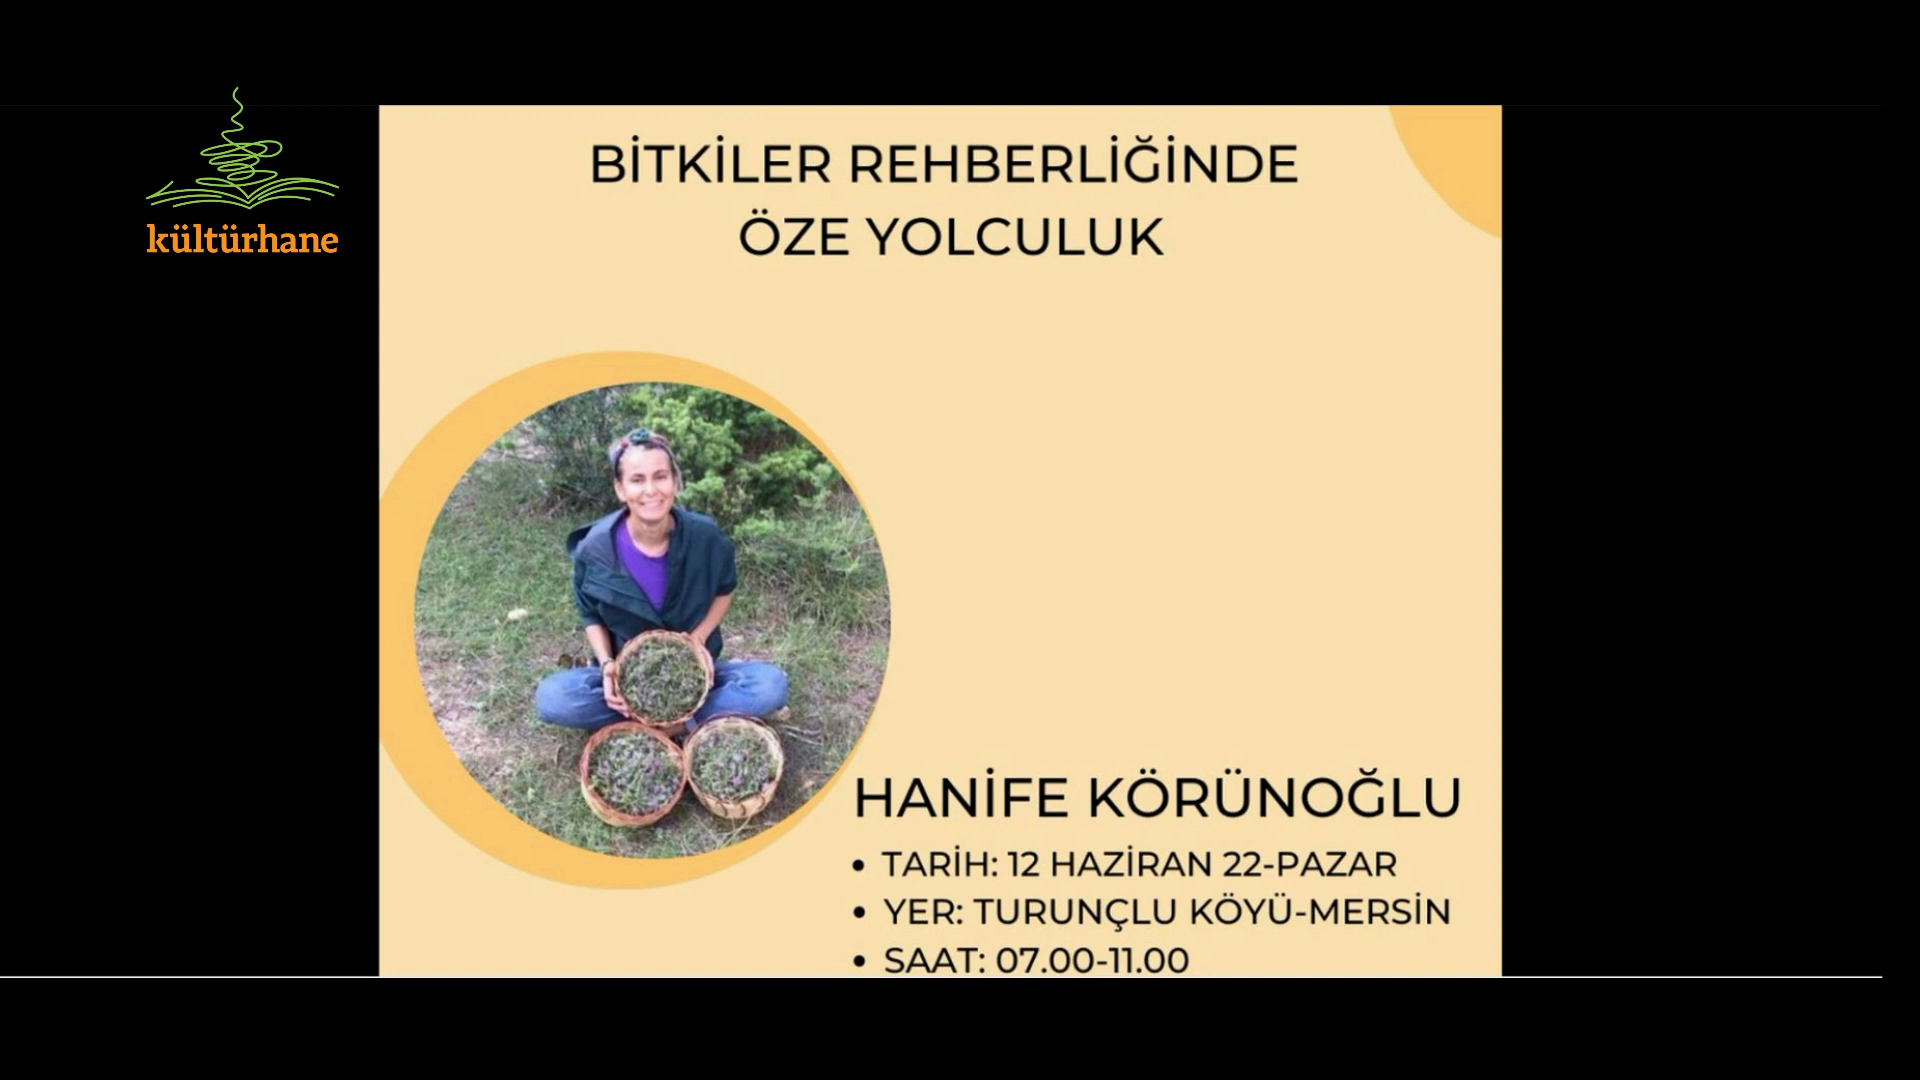 kültürhane
BİTKİLER REHBERLİĞİNDE
ÖZE YOLCULUK
HANİFE KÖRÜNOĞLU
• TARİH: 12 HAZİRAN 22-PAZAR
• YER: TURUNÇLU KÖYÜ-MERSİN
• SAAT: 07.00-11.00